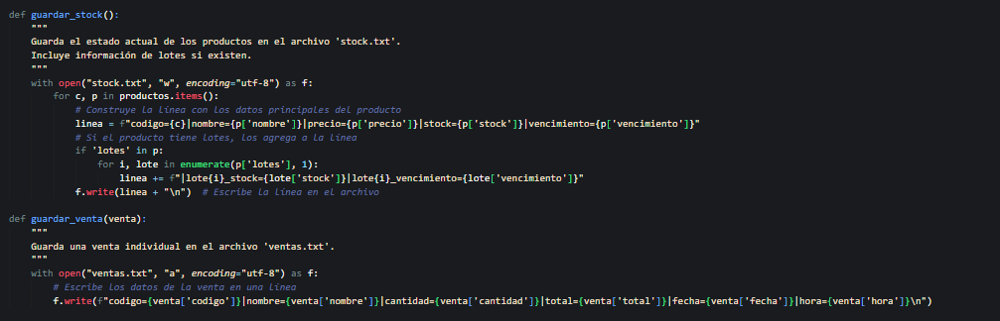 def guardar_stock():
    """
    Guarda el estado actual de los productos en el archivo 'stock.txt'.
    Incluye información de lotes si existen.
    """
    with open("stock.txt", "w", encoding="utf-8") as f:
        for c, p in productos.items():
            # Construye la línea con los datos principales del producto
            linea = f"codigo={c}|nombre={p['nombre']}|precio={p['precio']}|stock={p['stock']}|vencimiento={p['vencimiento']}"
            # Si el producto tiene lotes, los agrega a la línea
            if 'lotes' in p:
                for i, lote in enumerate(p['lotes'], 1):
                    linea += f"|lote{i}_stock={lote['stock']}|lote{i}_vencimiento={lote['vencimiento']}"
            f.write(linea + "\n")  # Escribe la línea en el archivo
def guardar_venta(venta):
    """
    Guarda una venta individual en el archivo 'ventas.txt'.
    """
    with open("ventas.txt", "a", encoding="utf-8") as f:
        # Escribe los datos de la venta en una línea
        f.write(f"codigo={venta['codigo']}|nombre={venta['nombre']}|cantidad={venta['cantidad']}|total={venta['total']}|fecha={venta['fecha']}|hora={venta['hora']}\n")